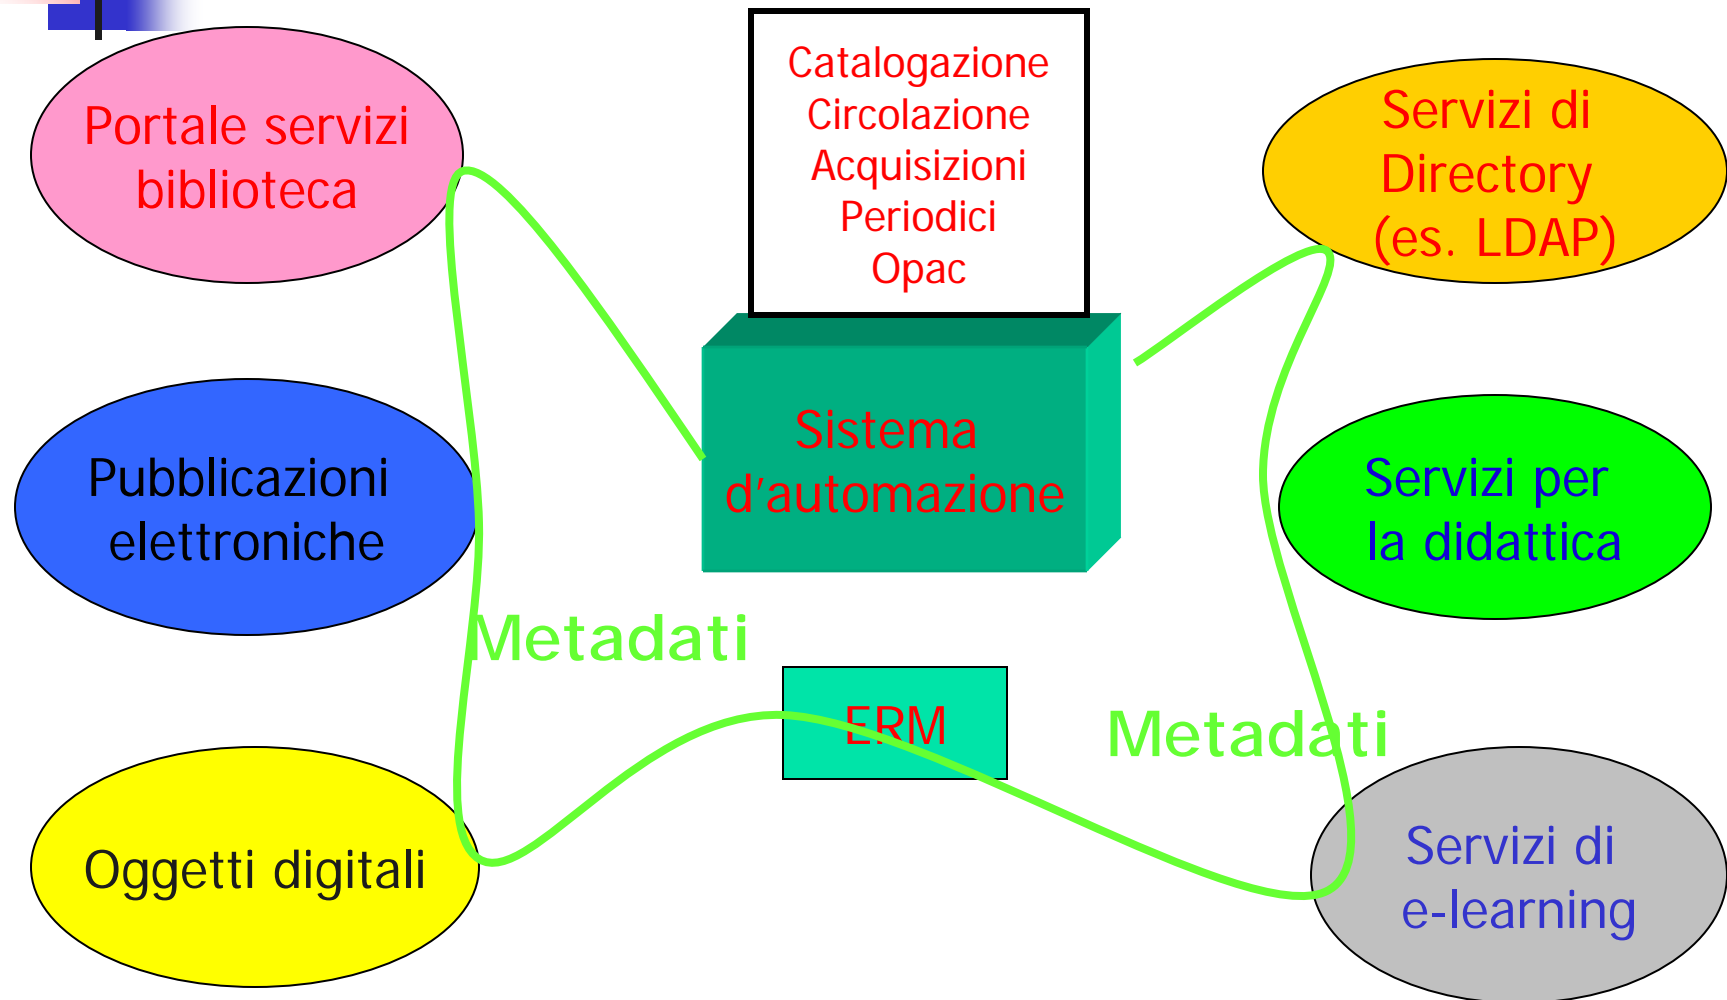 Portale servizi
biblioteca
Catalogazione
Circolazione
Acquisizioni
Periodici
Opac
Servizi di
Directory
(es. LDAP)
Pubblicazioni
elettroniche
Sistema
d'automazione
Servizi per
la didattica
Metadati
ERM
Metadati
Oggetti digitali
Servizi di
e-learning